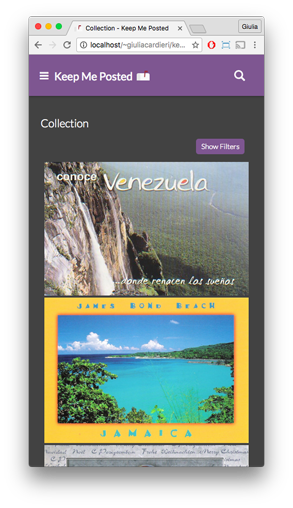 Collection - Keep Me Posted
Giulia
localhost/~giuliacardieri/ke...
Keep Me Posted
Collection
Show Filters
conoce Venezuela
...donde renacen los sueños
JAMES BOND BEACH
JAMAICA